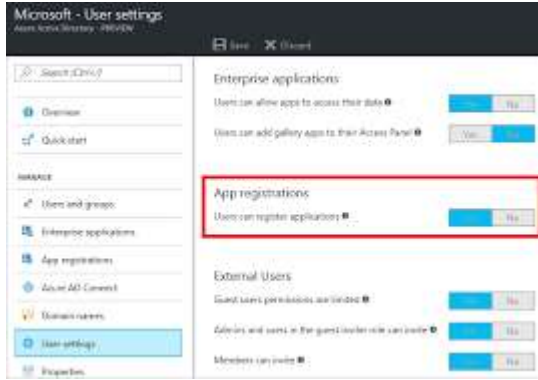 Microsoft - User settings
Azure Active Directory - PREVIEW
Save
Discard
Search (Ctrl+/)
Overview
Quick start
MANAGE
Users and groups
Enterprise applications
App registrations
Azure AD Connect
Domain names
User settings
Properties
Enterprise applications
Users can allow apps to access their data
Yes No
Users can add gallery apps to their Access Panel
Yes No
App registrations
Users can register applications
Yes No
External Users
Guest users permissions are limited
Yes No
Admins and users in the guest inviter role can invite
Yes No
Members can invite
Yes No